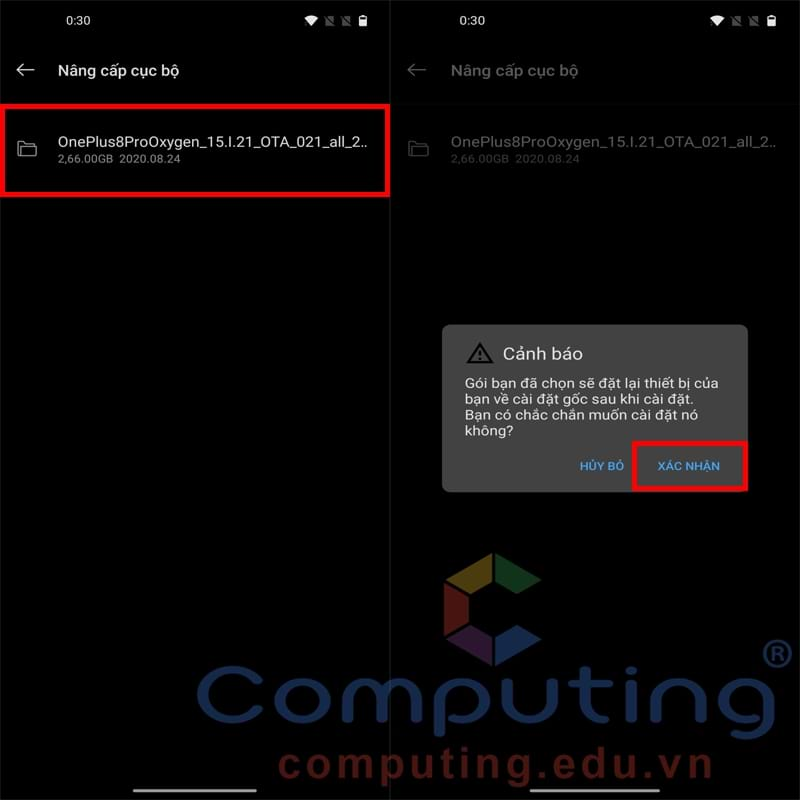 0:30
Nâng cấp cục bộ
OnePlus8ProOxygen_15.I.21_OTA_021_all_2..
2,66.00GB 2020.08.24
0:30
Nâng cấp cục bộ
OnePlus8ProOxygen_15.I.21_OTA_021_all_2..
2,66.00GB 2020.08.24
Cảnh báo
Gói bạn đã chọn sẽ đặt lại thiết bị của
bạn về cài đặt gốc sau khi cài đặt.
Bạn có chắc chắn muốn cài đặt nó
không?
HỦY BỎ XÁC NHẬN
Computing®
computing.edu.vn